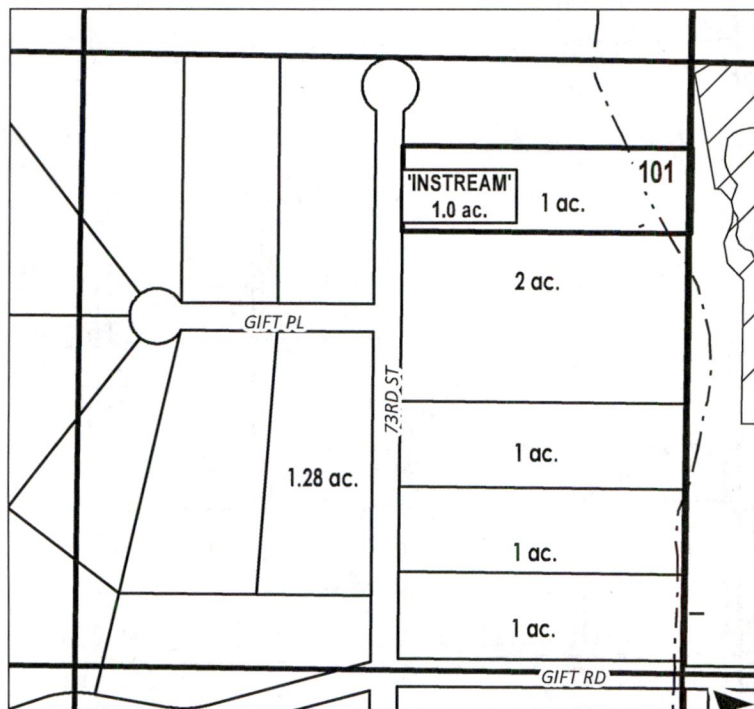 101
'INSTREAM'
1.0 ac.
1 ac.
2 ac.
GIFT PL
73RD ST
1 ac.
1.28 ac.
1 ac.
1 ac.
GIFT RD